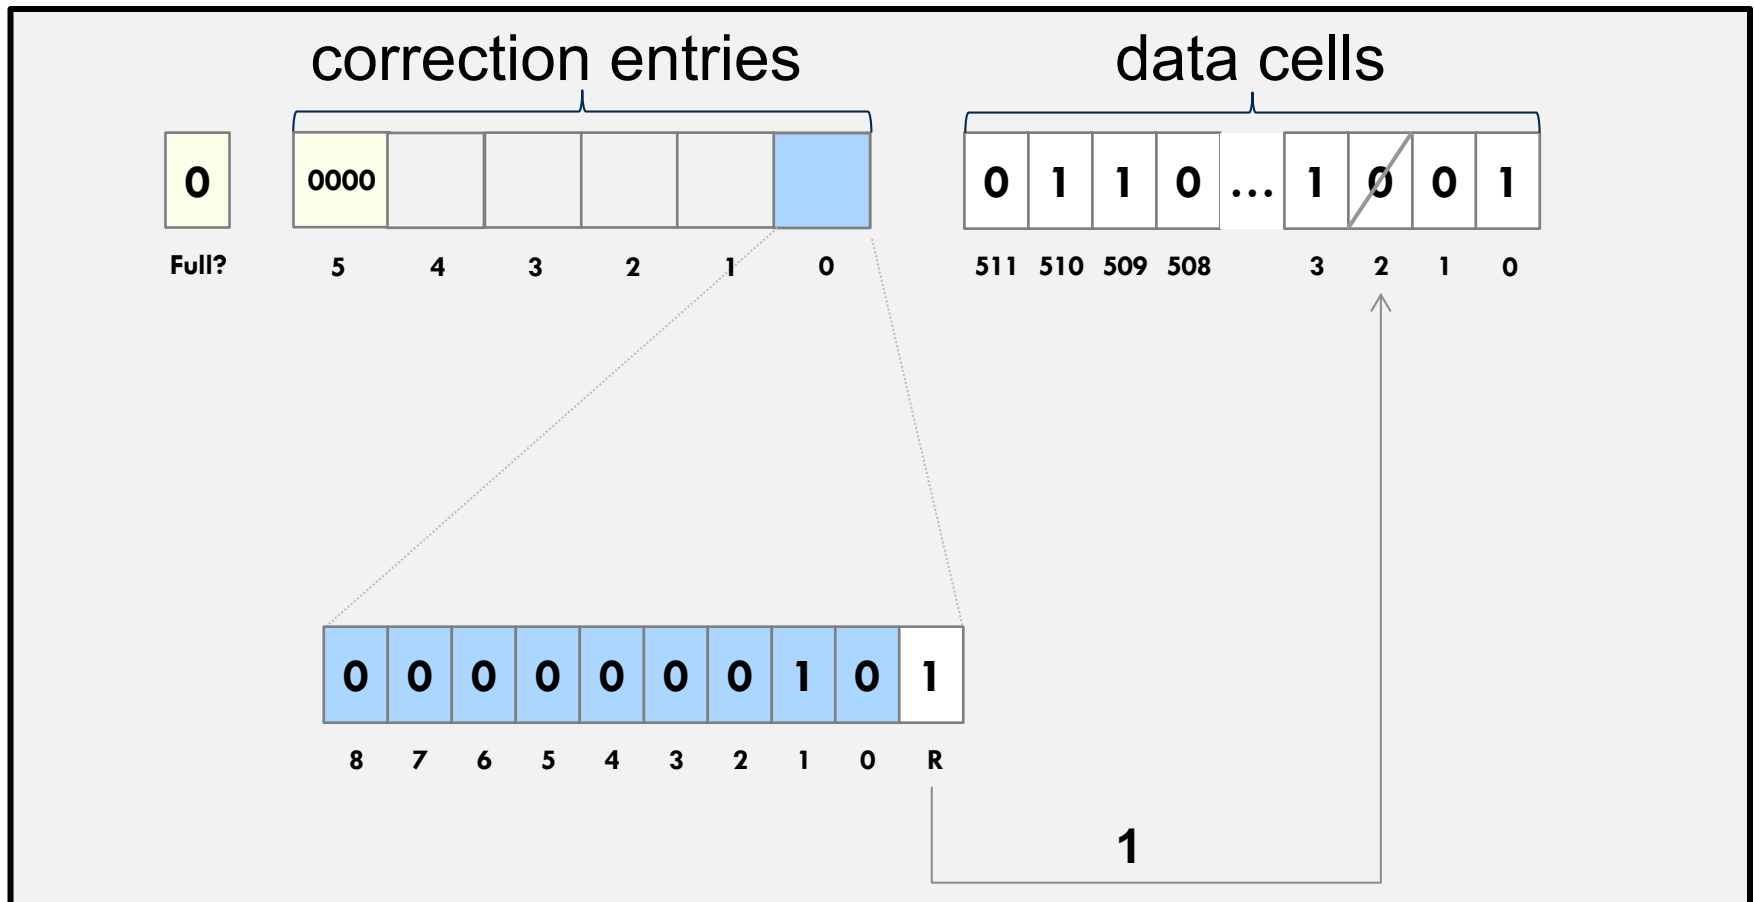 correction entries data cells
0 0000 0 1 1 0 ... 1 0 0 1
Full? 5 4 3 2 1 0 511 510 509 508 3 2 1 0
0 0 0 0 0 0 0 1 0 1
8 7 6 5 4 3 2 1 0 R
1